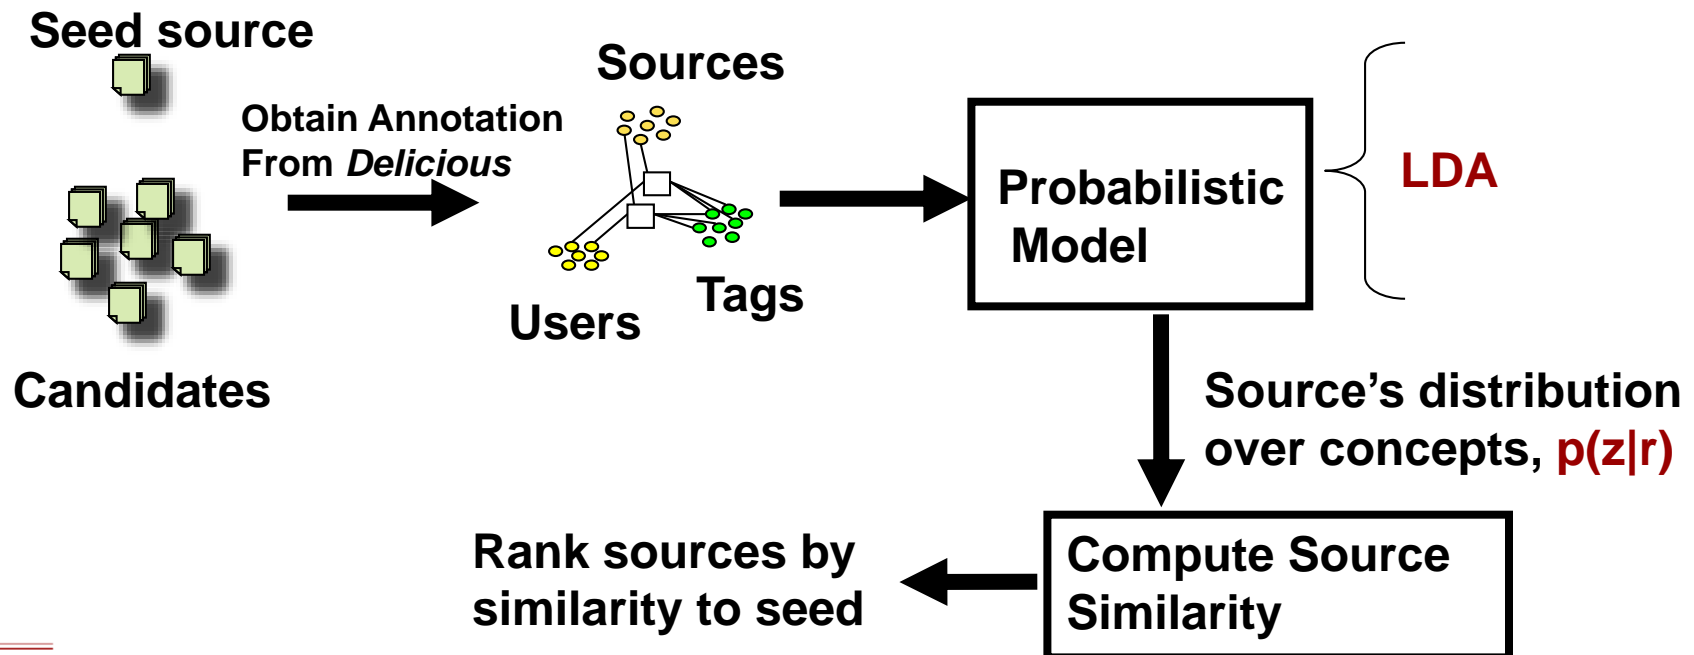 Seed source
Sources
Obtain Annotation
From Delicious
Probabilistic
Model
LDA
Tags
Users
Candidates
Source’s distribution
over concepts, p(z|r)
Rank sources by
similarity to seed
Compute Source
Similarity